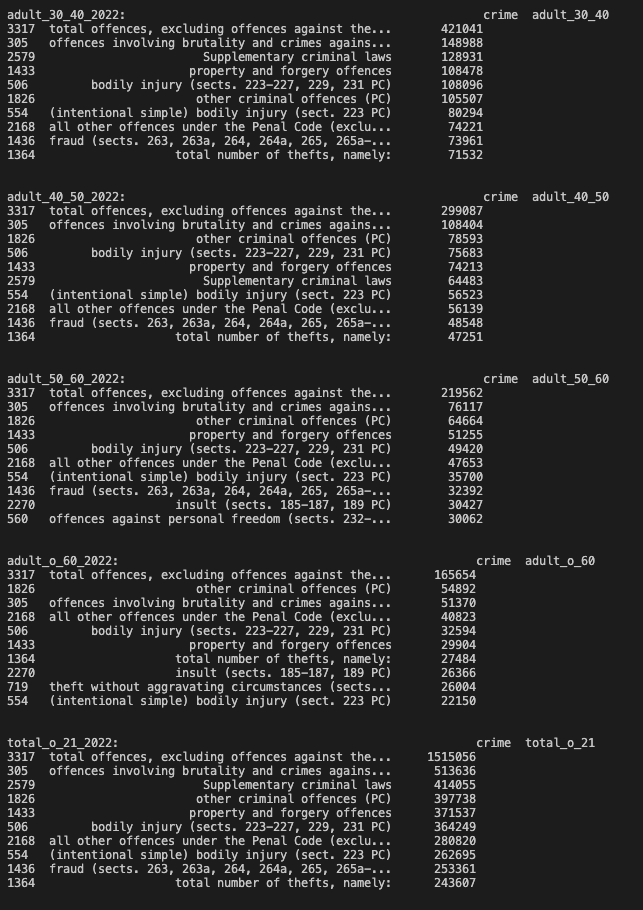 adult_30_40_2022: crime adult_30_40
3317 total offences, excluding offences against the... 421041
305 offences involving brutality and crimes agains... 148988
2579 Supplementary criminal laws 128931
1433 property and forgery offences 108478
506 bodily injury (sects. 223-227, 229, 231 PC) 108096
1826 other criminal offences (PC) 105507
554 (intentional simple) bodily injury (sect. 223 PC) 80294
2168 all other offences under the Penal Code (exclu... 74221
1436 fraud (sects. 263, 263a, 264, 264a, 265, 265a-... 73961
1364 total number of thefts, namely: 71532
adult_40_50_2022: crime adult_40_50
3317 total offences, excluding offences against the... 299087
305 offences involving brutality and crimes agains... 108404
1826 other criminal offences (PC) 78593
506 bodily injury (sects. 223-227, 229, 231 PC) 75683
1433 property and forgery offences 74213
2579 Supplementary criminal laws 64483
554 (intentional simple) bodily injury (sect. 223 PC) 56523
2168 all other offences under the Penal Code (exclu... 56139
1436 fraud (sects. 263, 263a, 264, 264a, 265, 265a-... 48548
1364 total number of thefts, namely: 47251
adult_50_60_2022: crime adult_50_60
3317 total offences, excluding offences against the... 219562
305 offences involving brutality and crimes agains... 76117
1826 other criminal offences (PC) 64664
1433 property and forgery offences 51255
506 bodily injury (sects. 223-227, 229, 231 PC) 49420
2168 all other offences under the Penal Code (exclu... 47653
554 (intentional simple) bodily injury (sect. 223 PC) 35700
1436 fraud (sects. 263, 263a, 264, 264a, 265, 265a-... 32392
2270 insult (sects. 185-187, 189 PC) 30427
560 offences against personal freedom (sects. 232-... 30062
adult_o_60_2022: crime adult_o_60
3317 total offences, excluding offences against the... 165654
1826 other criminal offences (PC) 54892
305 offences involving brutality and crimes agains... 51370
2168 all other offences under the Penal Code (exclu... 40823
506 bodily injury (sects. 223-227, 229, 231 PC) 32594
1433 property and forgery offences 29904
1364 total number of thefts, namely: 27484
2270 insult (sects. 185-187, 189 PC) 26366
719 theft without aggravating circumstances (sects... 26004
554 (intentional simple) bodily injury (sect. 223 PC) 22150
total_o_21_2022: crime total_o_21
3317 total offences, excluding offences against the... 1515056
305 offences involving brutality and crimes agains... 513636
2579 Supplementary criminal laws 414055
1826 other criminal offences (PC) 397738
1433 property and forgery offences 371537
506 bodily injury (sects. 223-227, 229, 231 PC) 364249
2168 all other offences under the Penal Code (exclu... 280820
554 (intentional simple) bodily injury (sect. 223 PC) 262695
1436 fraud (sects. 263, 263a, 264, 264a, 265, 265a-... 253361
1364 total number of thefts, namely: 243607